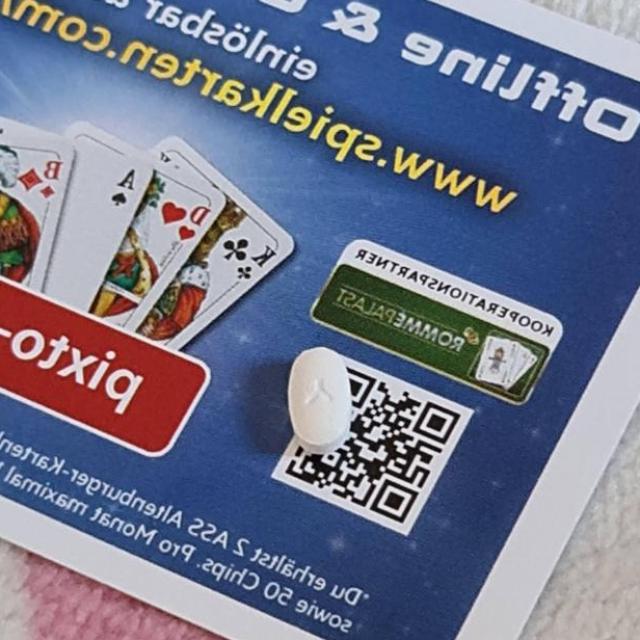 Offline &
einlösbar
www.spielkarten.com/
B
A
D
K
KOOPERATIONSPARTNER
ROMMÉPALAST
pixto-
*Du erhältst 2 ASS Altenburger-Karten
sowie 50 Chips. Pro Monat maximal